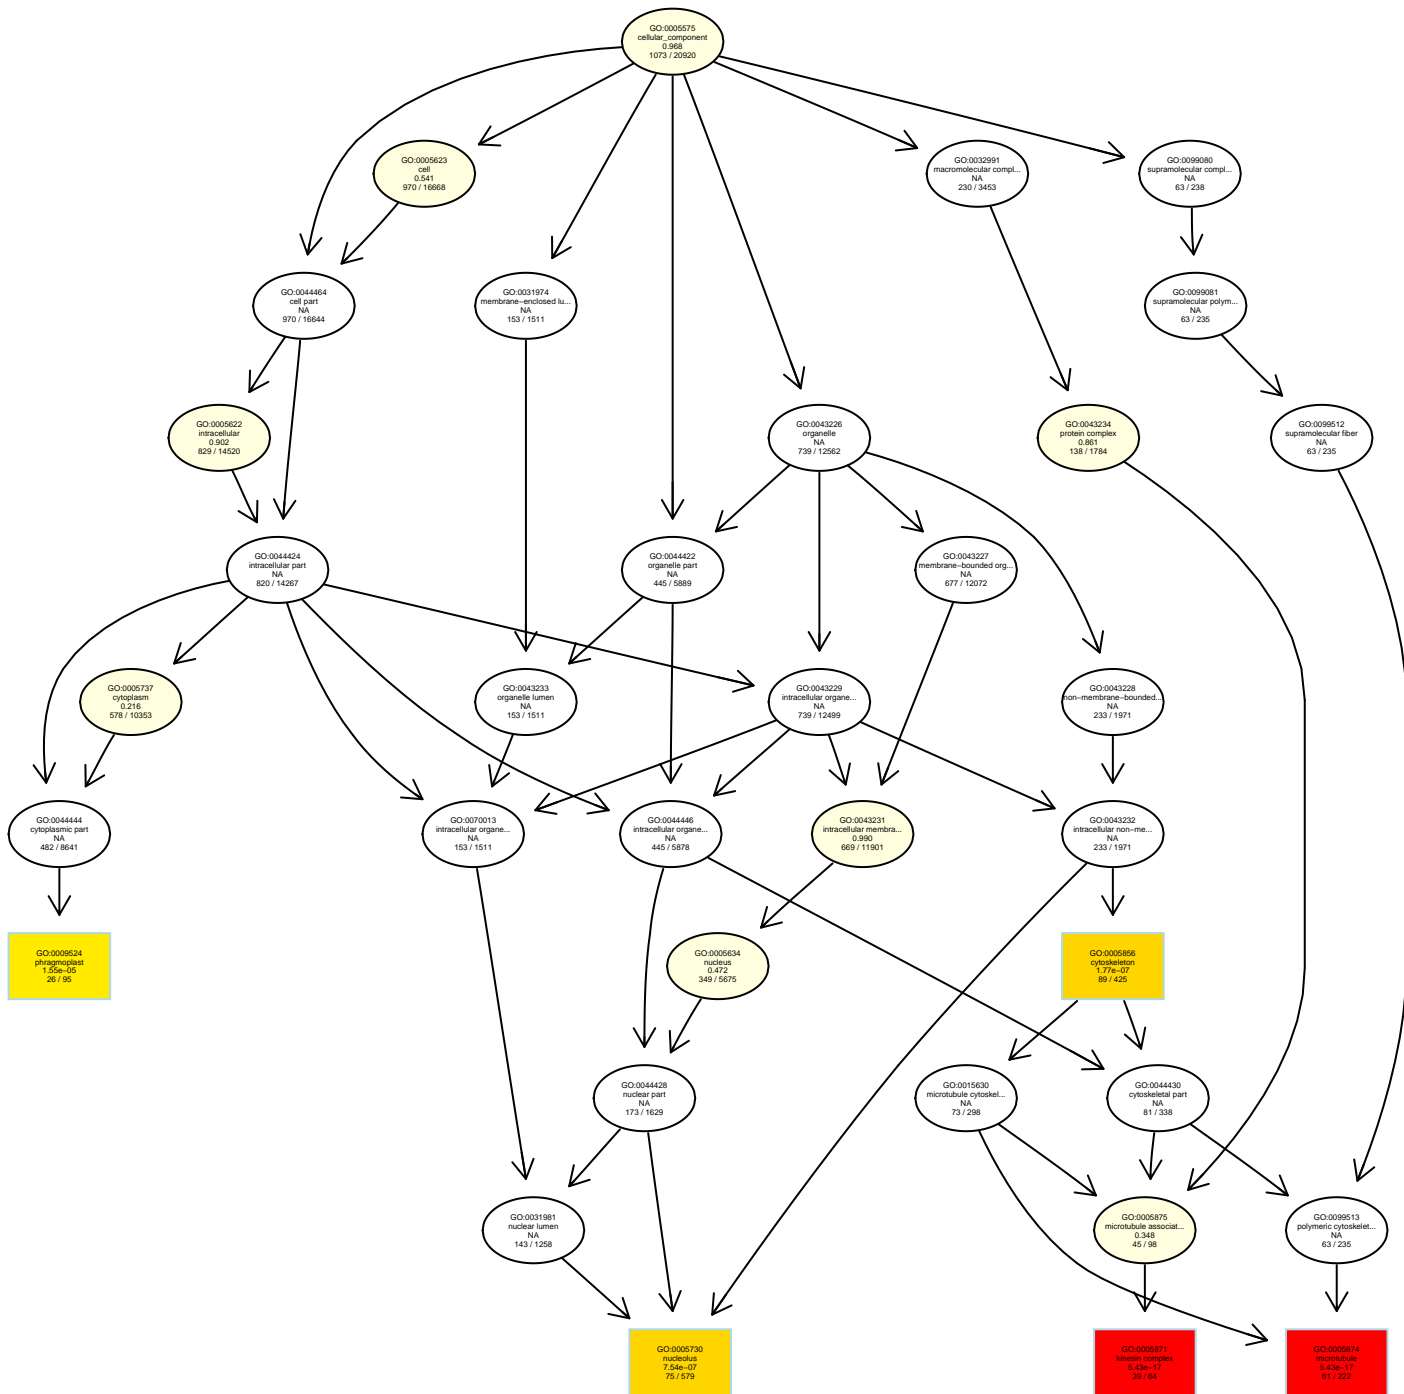 GO:0005575
cellular_component
0.968
1073 / 20920
GO:0005623
cell
0.541
970 / 16668
GO:0032991
macromolecular compl...
NA
230 / 3453
GO:0099080
supramolecular compl...
NA
63 / 238
GO:0044464
cell part
NA
970 / 16644
GO:0031974
membrane−enclosed lu...
NA
153 / 1511
GO:0099081
supramolecular polym...
NA
63 / 235
GO:0005622
intracellular
0.902
829 / 14520
GO:0043226
organelle
NA
739 / 12562
GO:0043234
protein complex
0.861
138 / 1784
GO:0099512
supramolecular fiber
NA
63 / 235
GO:0044424
intracellular part
NA
820 / 14267
GO:0044422
organelle part
NA
445 / 5889
GO:0043227
membrane−bounded org...
NA
677 / 12072
GO:0005737
cytoplasm
0.216
578 / 10353
GO:0043233
organelle lumen
NA
153 / 1511
GO:0043229
intracellular organe...
NA
739 / 12499
GO:0043228
non−membrane−bounded...
NA
233 / 1971
GO:0044444
cytoplasmic part
NA
482 / 8641
GO:0070013
intracellular organe...
NA
153 / 1511
GO:0044446
intracellular organe...
NA
445 / 5878
GO:0043231
intracellular membra...
0.990
669 / 11901
GO:0043232
intracellular non−me...
NA
233 / 1971
GO:0009524
phragmoplast
1.55e−05
26 / 95
GO:0005634
nucleus
0.472
349 / 5675
GO:0005856
cytoskeleton
1.77e−07
89 / 425
GO:0044428
nuclear part
NA
173 / 1629
GO:0015630
microtubule cytoskel...
NA
73 / 298
GO:0044430
cytoskeletal part
NA
81 / 338
GO:0031981
nuclear lumen
NA
143 / 1258
GO:0005875
microtubule associat...
0.348
45 / 98
GO:0099513
polymeric cytoskelet...
NA
63 / 235
GO:0005730
nucleolus
7.54e−07
75 / 579
GO:0005871
kinesin complex
5.43e−17
39 / 64
GO:0005874
microtubule
5.43e−17
61 / 222